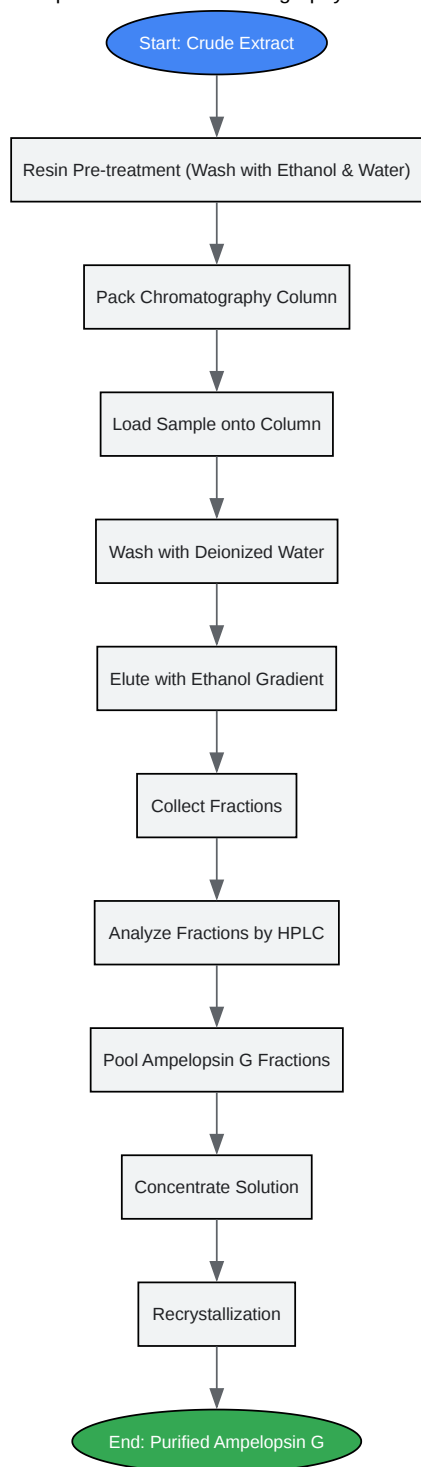 Start: Crude Extract
Resin Pre-treatment (Wash with Ethanol & Water)
Pack Chromatography Column
Load Sample onto Column
Wash with Deionized Water
Elute with Ethanol Gradient
Collect Fractions
Analyze Fractions by HPLC
Pool Ampelopsin G Fractions
Concentrate Solution
Recrystallization
End: Purified Ampelopsin G